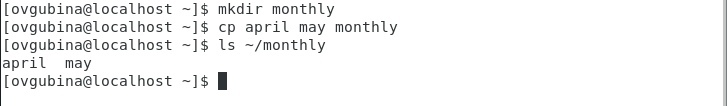 [ovgubina@localhost ~]$ mkdir monthly
[ovgubina@localhost ~]$ cp april may monthly
[ovgubina@localhost ~]$ ls ~/monthly
april  may
[ovgubina@localhost ~]$